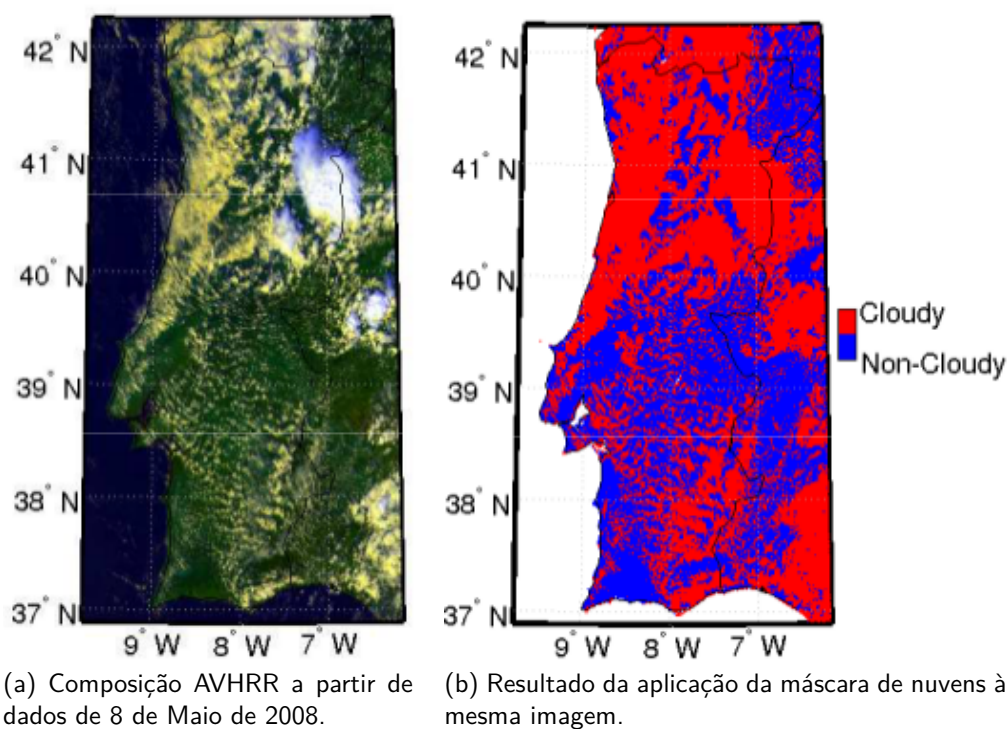 42° N
41° N
40° N
39° N
38° N
37° N
9° W 8° W 7° W
42° N
41° N
40° N
39° N
38° N
37° N
9° W 8° W 7° W
Cloudy
Non-Cloudy
(a) Composição AVHRR a partir de
dados de 8 de Maio de 2008.
(b) Resultado da aplicação da máscara de nuvens à
mesma imagem.